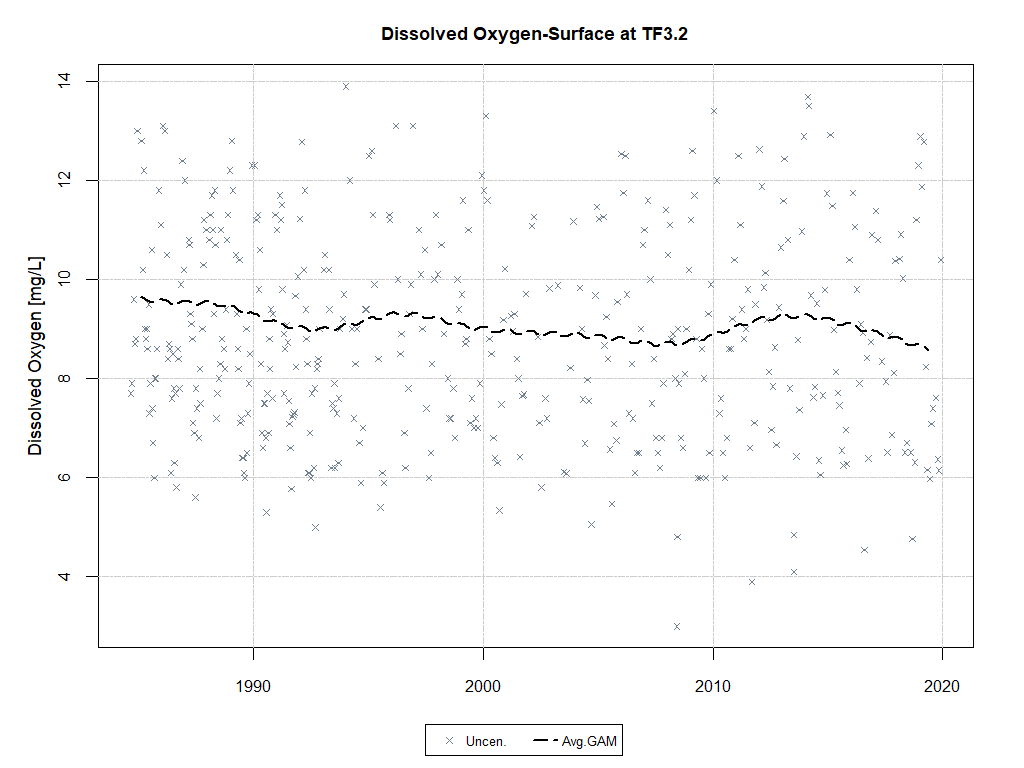 Dissolved Oxygen-Surface at TF3.2
Dissolved Oxygen [mg/L]
14
12
10
8
6
4
1990 2000 2010 2020
Uncen. Avg.GAM